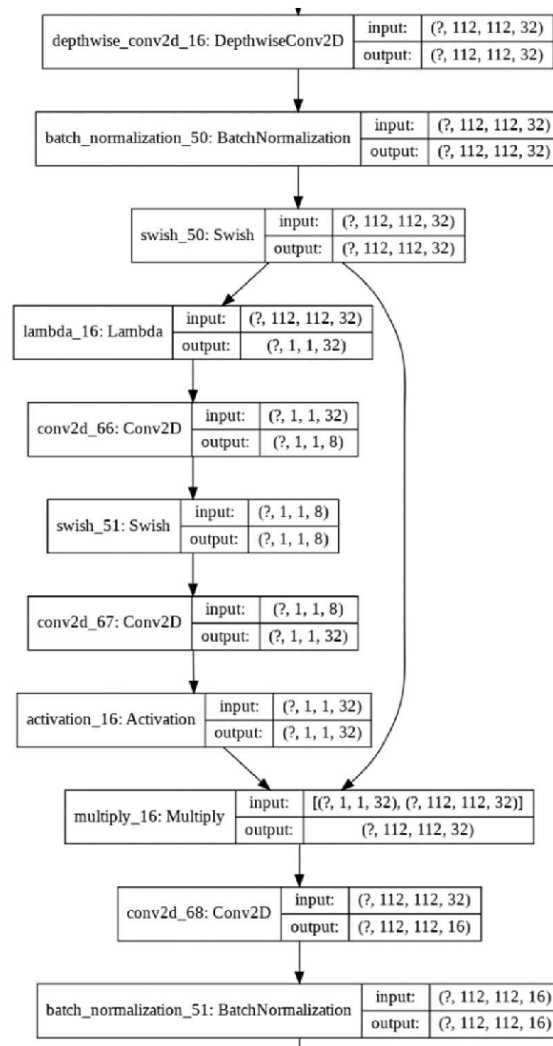 depthwise_conv2d_16: DepthwiseConv2D input: (?, 112, 112, 32)
output: (?, 112, 112, 32)
batch_normalization_50: BatchNormalization input: (?, 112, 112, 32)
output: (?, 112, 112, 32)
swish_50: Swish input: (?, 112, 112, 32)
output: (?, 112, 112, 32)
lambda_16: Lambda input: (?, 112, 112, 32)
output: (?, 1, 1, 32)
conv2d_66: Conv2D input: (?, 1, 1, 32)
output: (?, 1, 1, 8)
swish_51: Swish input: (?, 1, 1, 8)
output: (?, 1, 1, 8)
conv2d_67: Conv2D input: (?, 1, 1, 8)
output: (?, 1, 1, 32)
activation_16: Activation input: (?, 1, 1, 32)
output: (?, 1, 1, 32)
multiply_16: Multiply input: [(?, 1, 1, 32), (?, 112, 112, 32)]
output: (?, 112, 112, 32)
conv2d_68: Conv2D input: (?, 112, 112, 32)
output: (?, 112, 112, 16)
batch_normalization_51: BatchNormalization input: (?, 112, 112, 16)
output: (?, 112, 112, 16)